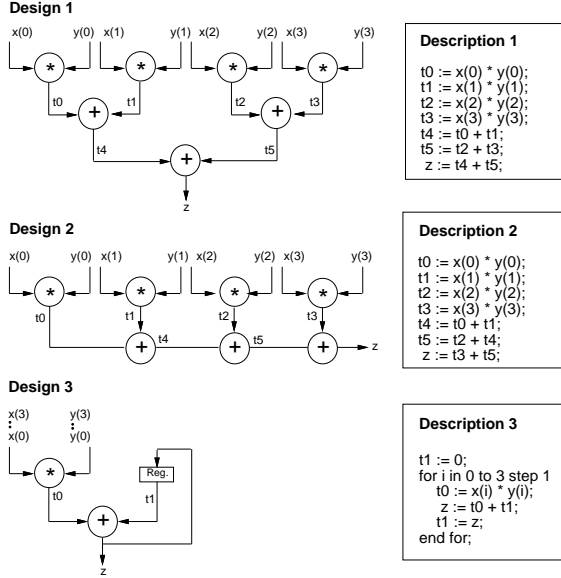 Design 1
x(0) y(0) x(1) y(1) x(2) y(2) x(3) y(3)
* * * *
t0 t1 t2 t3
+ +
t4 t5
+
z
Description 1
t0 := x(0) * y(0);
t1 := x(1) * y(1);
t2 := x(2) * y(2);
t3 := x(3) * y(3);
t4 := t0 + t1;
t5 := t2 + t3;
z := t4 + t5;
Design 2
x(0) y(0) x(1) y(1) x(2) y(2) x(3) y(3)
* * * *
t0 t1 t2 t3
+ t4 + t5 + z
Description 2
t0 := x(0) * y(0);
t1 := x(1) * y(1);
t2 := x(2) * y(2);
t3 := x(3) * y(3);
t4 := t0 + t1;
t5 := t2 + t4;
z := t3 + t5;
Design 3
x(3) y(3)
x(0) y(0)
* Reg.
t0 t1
+
z
Description 3
t1 := 0;
for i in 0 to 3 step 1
t0 := x(i) * y(i);
z := t0 + t1;
t1 := z;
end for;